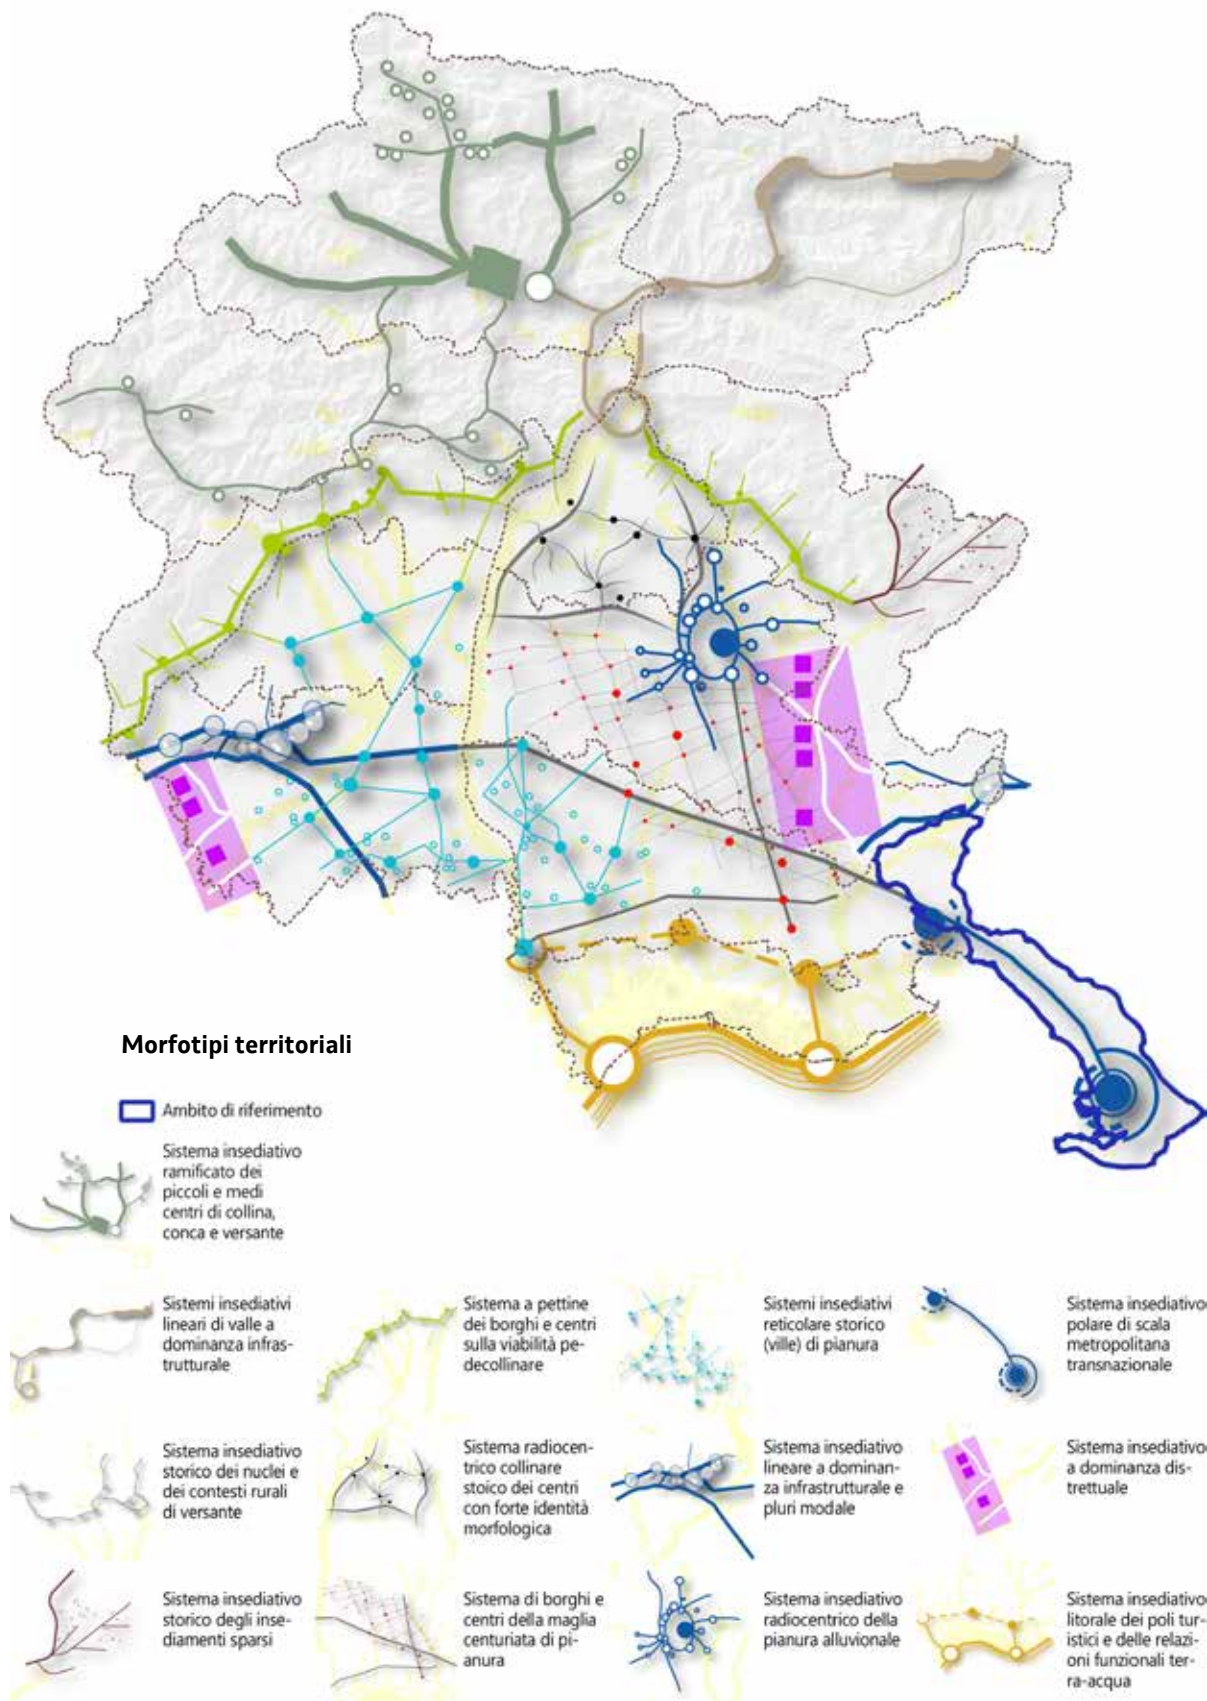 Morfotipi territoriali
Ambito di riferimento
Sistema insediativo
ramificato dei
piccoli e medi
centri di collina,
conca e versante
Sistemi insediativi
lineari di valle a
dominanza infras-
trutturale
Sistema a pettine
dei borghi e centri
sulla viabilità pe-
decollinare
Sistemi insediativi
reticolare storico
(ville) di pianura
Sistema insediativo
polare di scala
metropolitana
transnazionale
Sistema insediativo
storico dei nuclei e
dei contesti rurali
di versante
Sistema radiocen-
trico collinare
stoico dei centri
con forte identità
morfologica
Sistema insediativo
lineare a dominan-
za infrastrutturale e
pluri modale
Sistema insediativo
a dominanza dis-
trettuale
Sistema insediativo
storico degli inse-
diamenti sparsi
Sistema di borghi e
centri della maglia
centuriata di pi-
anura
Sistema insediativo
radiocentrico della
pianura alluvionale
Sistema insediativo
litorale dei poli tur-
istici e delle relazi-
oni funzionali ter-
ra-acqua